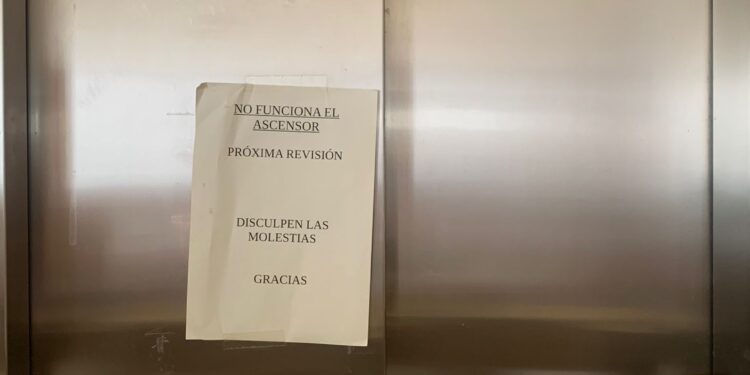 NO FUNCIONA EL
ASCENSOR
PRÓXIMA REVISIÓN
DISCULPEN LAS
MOLESTIAS
GRACIAS